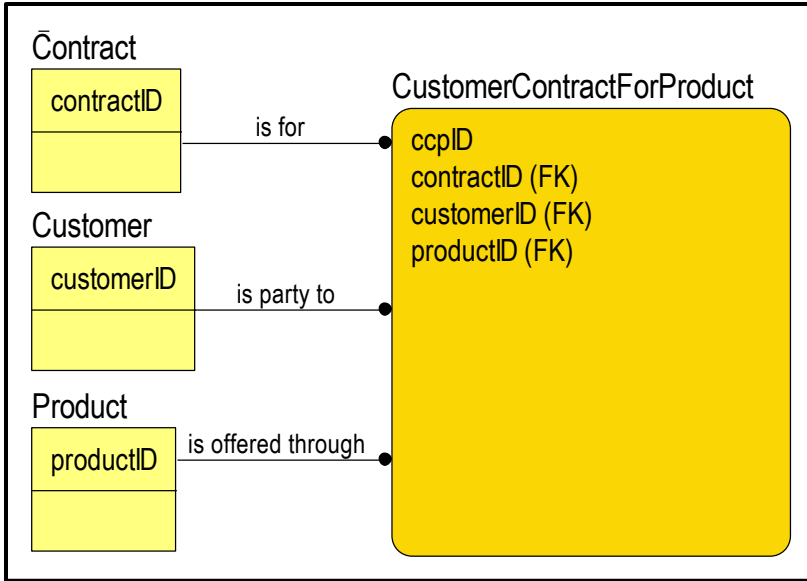 Contract
contractID
is for
Customer
customerID
is party to
Product
productID
is offered through
CustomerContractForProduct
ccpID
contractID (FK)
customerID (FK)
productID (FK)